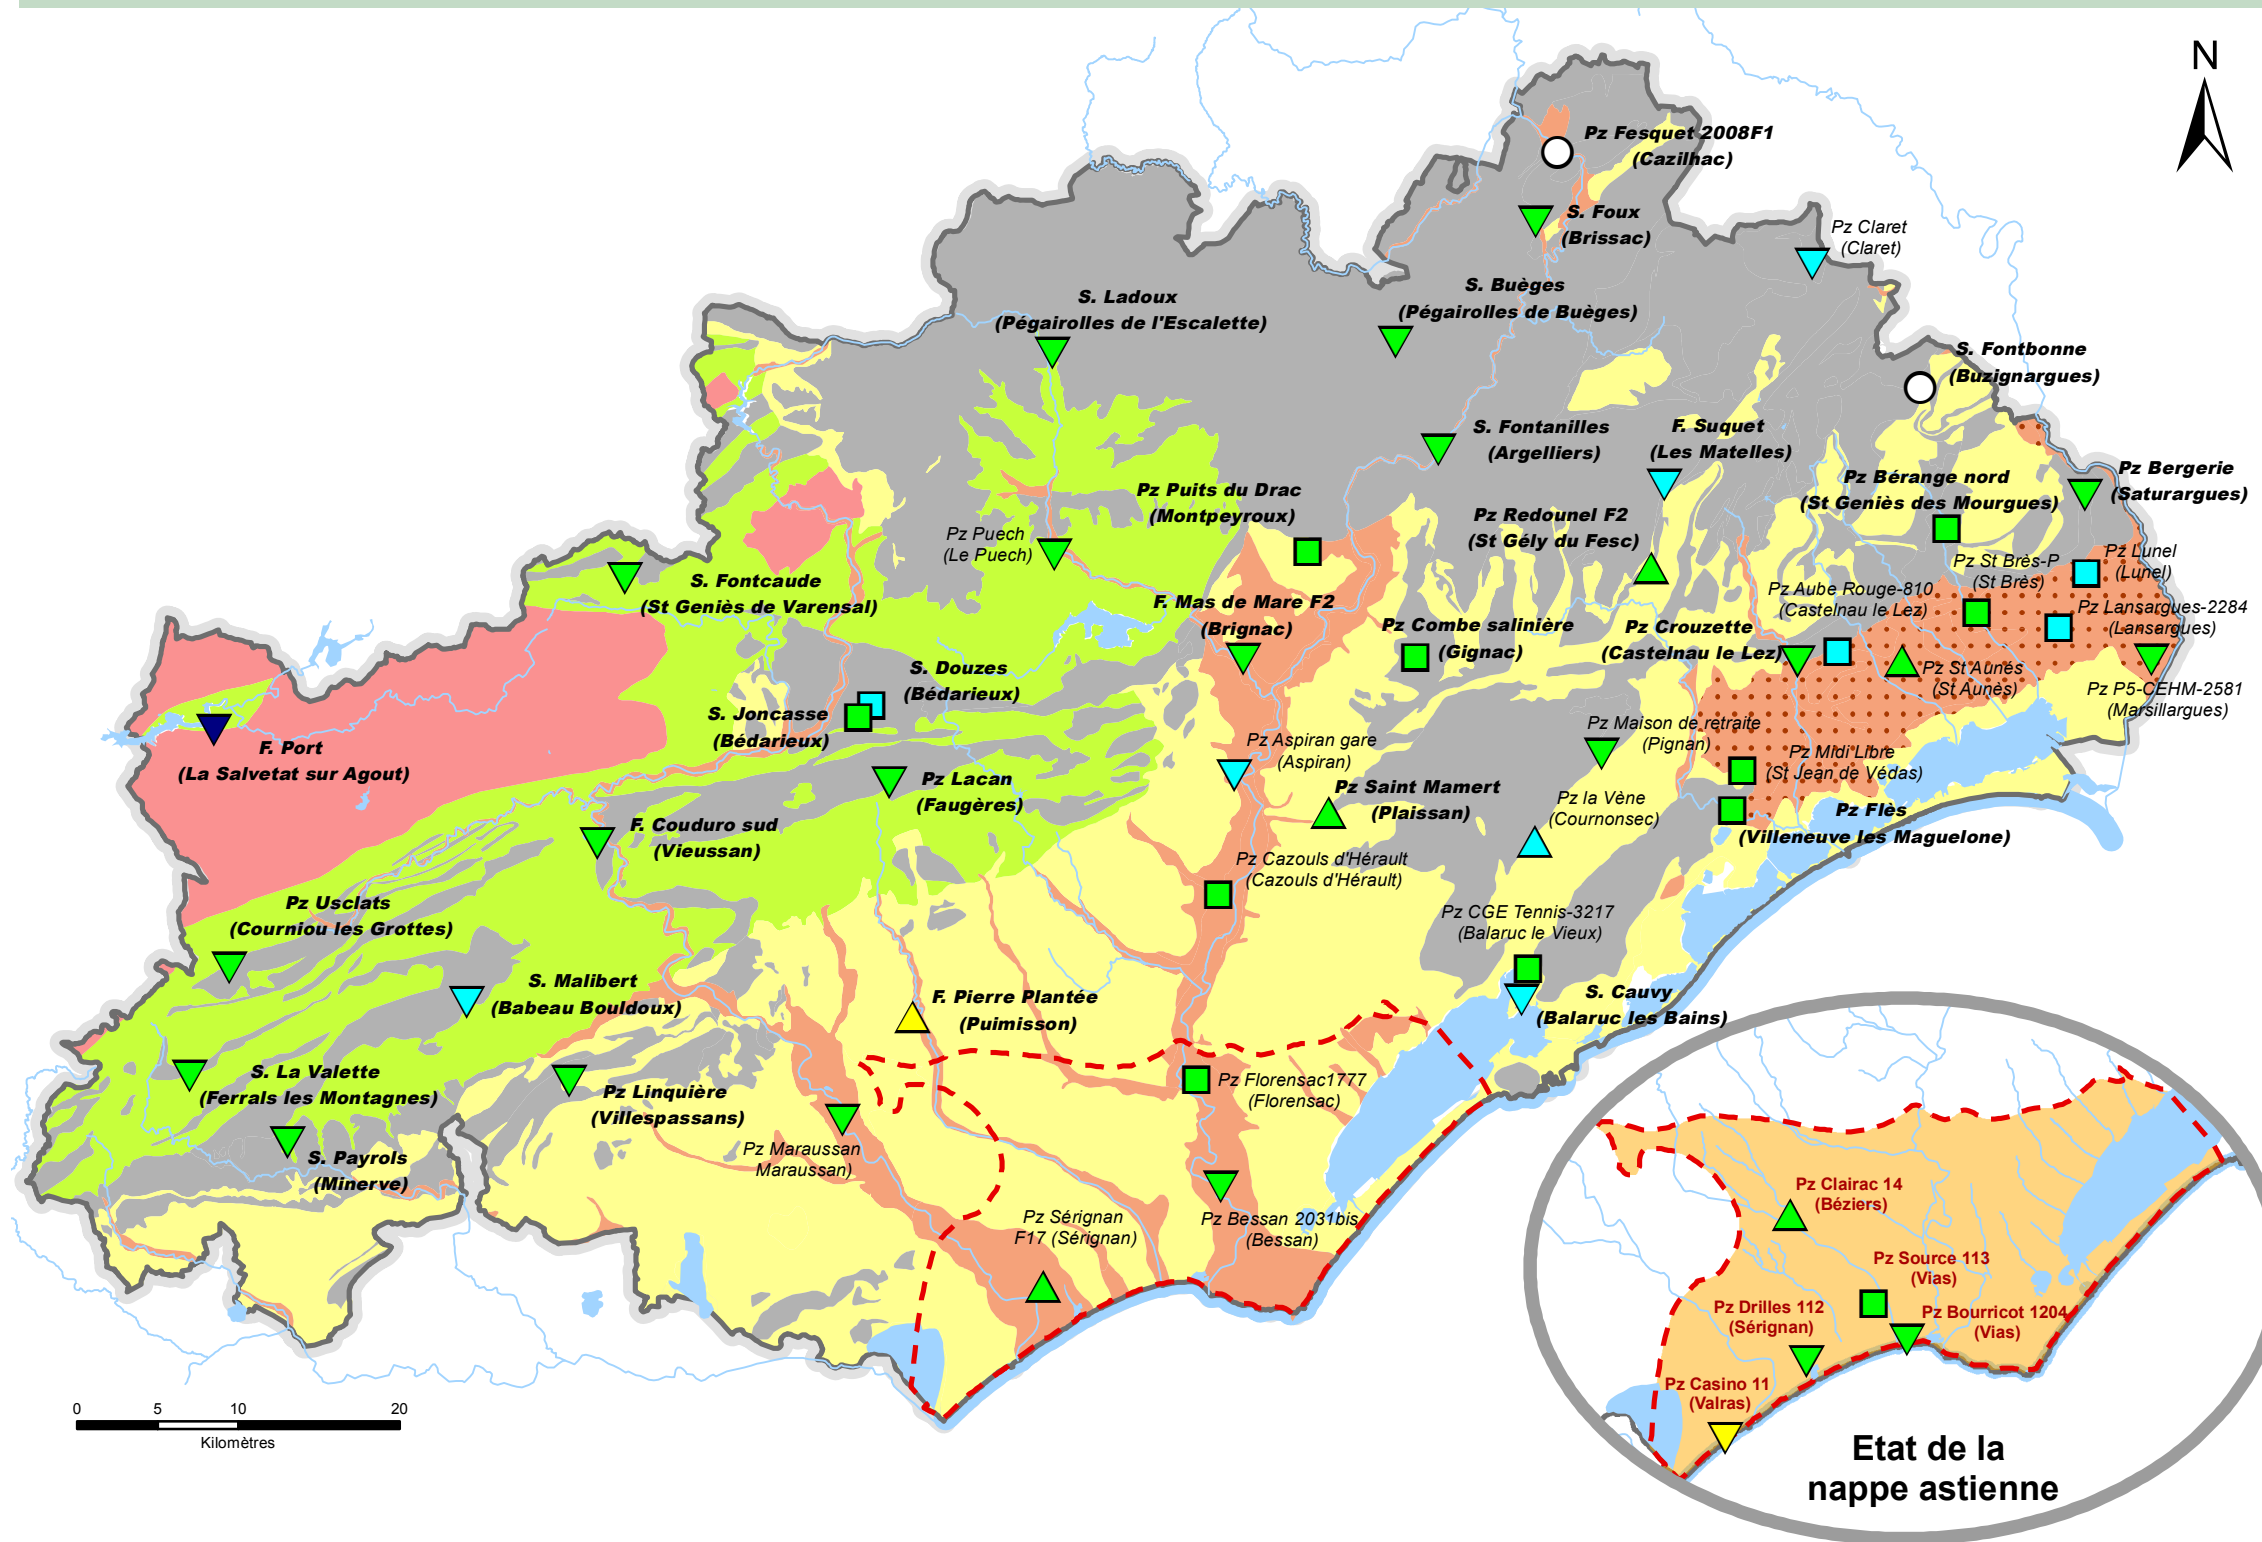 N
Pz Fesquet 2008F1
(Cazilhac)
S. Foux
(Brissac)
Pz Claret
(Claret)
S. Buèges
(Pégairolles de Buèges)
S. Ladoux
(Pégairolles de l'Escalette)
S. Fontbonne
(Buzignargues)
S. Fontanilles
(Argelliers)
F. Suquet
(Les Matelles)
Pz Bérange nord
(St Geniès des Mourgues)
Pz Bergerie
(Saturargues)
Pz Puits du Drac
(Montpeyroux)
Pz Redounel F2
(St Gély du Fesc)
Pz Puech
(Le Puech)
Pz St Brès-P
(St Brès)
Pz Lunel
(Lunel)
S. Fontcaude
(St Geniès de Varensal)
Pz Aube Rouge-810
(Castelnau le Lez)
F. Mas de Mare F2
(Brignac)
Pz Lansargues-2284
(Lansargues)
Pz Combe salinière
(Gignac)
Pz Crouzette
(Castelnau le Lez)
S. Douzes
(Bédarieux)
Pz St Aunés
(St Aunès)
Pz P5-CEHM-2581
(Marsillargues)
S. Joncasse
(Bédarieux)
F. Port
(La Salvetat sur Agout)
Pz Maison de retraite
(Pignan)
Pz Aspiran gare
(Aspiran)
Pz Midi Libre
(St Jean de Védas)
Pz Lacan
(Faugères)
Pz Saint Mamert
(Plaissan)
Pz la Vène
(Cournonsec)
Pz Flès
(Villeneuve les Maguelone)
F. Couduro sud
(Vieussan)
Pz Cazouls d'Hérault
(Cazouls d'Hérault)
Pz Usclats
(Courniou les Grottes)
Pz CGE Tennis-3217
(Balaruc le Vieux)
S. Malibert
(Babeau Bouldoux)
F. Pierre Plantée
(Puimisson)
S. Cauvy
(Balaruc les Bains)
S. La Valette
(Ferrals les Montagnes)
Pz Linquière
(Villespassans)
Pz Florensac1777
(Florensac)
Pz Maraussan
Maraussan)
S. Payrols
(Minerve)
Pz Sérignan
F17 (Sérignan)
Pz Bessan 2031bis
(Bessan)
Pz Clairac 14
(Béziers)
Pz Source 113
(Vias)
Pz Drilles 112
(Sérignan)
Pz Bourricot 1204
(Vias)
Pz Casino 11
(Valras)
Etat de la
nappe astienne
0 5 10 20
Kilomètres